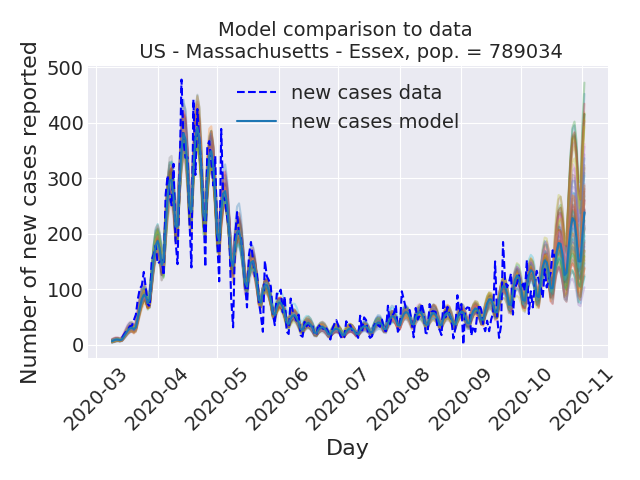 Model comparison to data
US - Massachusetts - Essex, pop. = 789034
Number of new cases reported
500
400
300
200
100
0
new cases data
new cases model
2020-03
2020-04
2020-05
2020-06
2020-07
2020-08
2020-09
2020-10
2020-11
Day